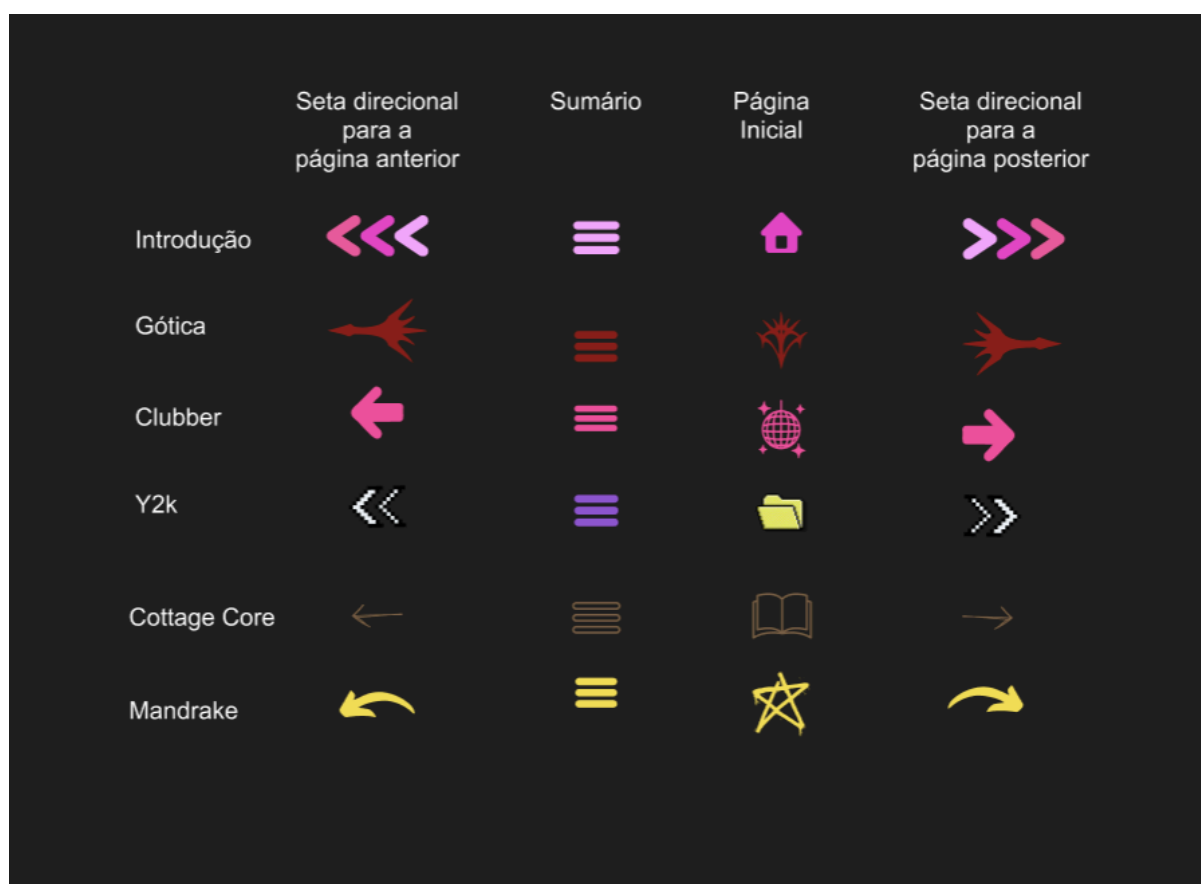 Seta direcional
para a
página anterior
Sumário
Página
Inicial
Seta direcional
para a
página posterior
Introdução
Gótica
Clubber
Y2k
Cottage Core
Mandrake